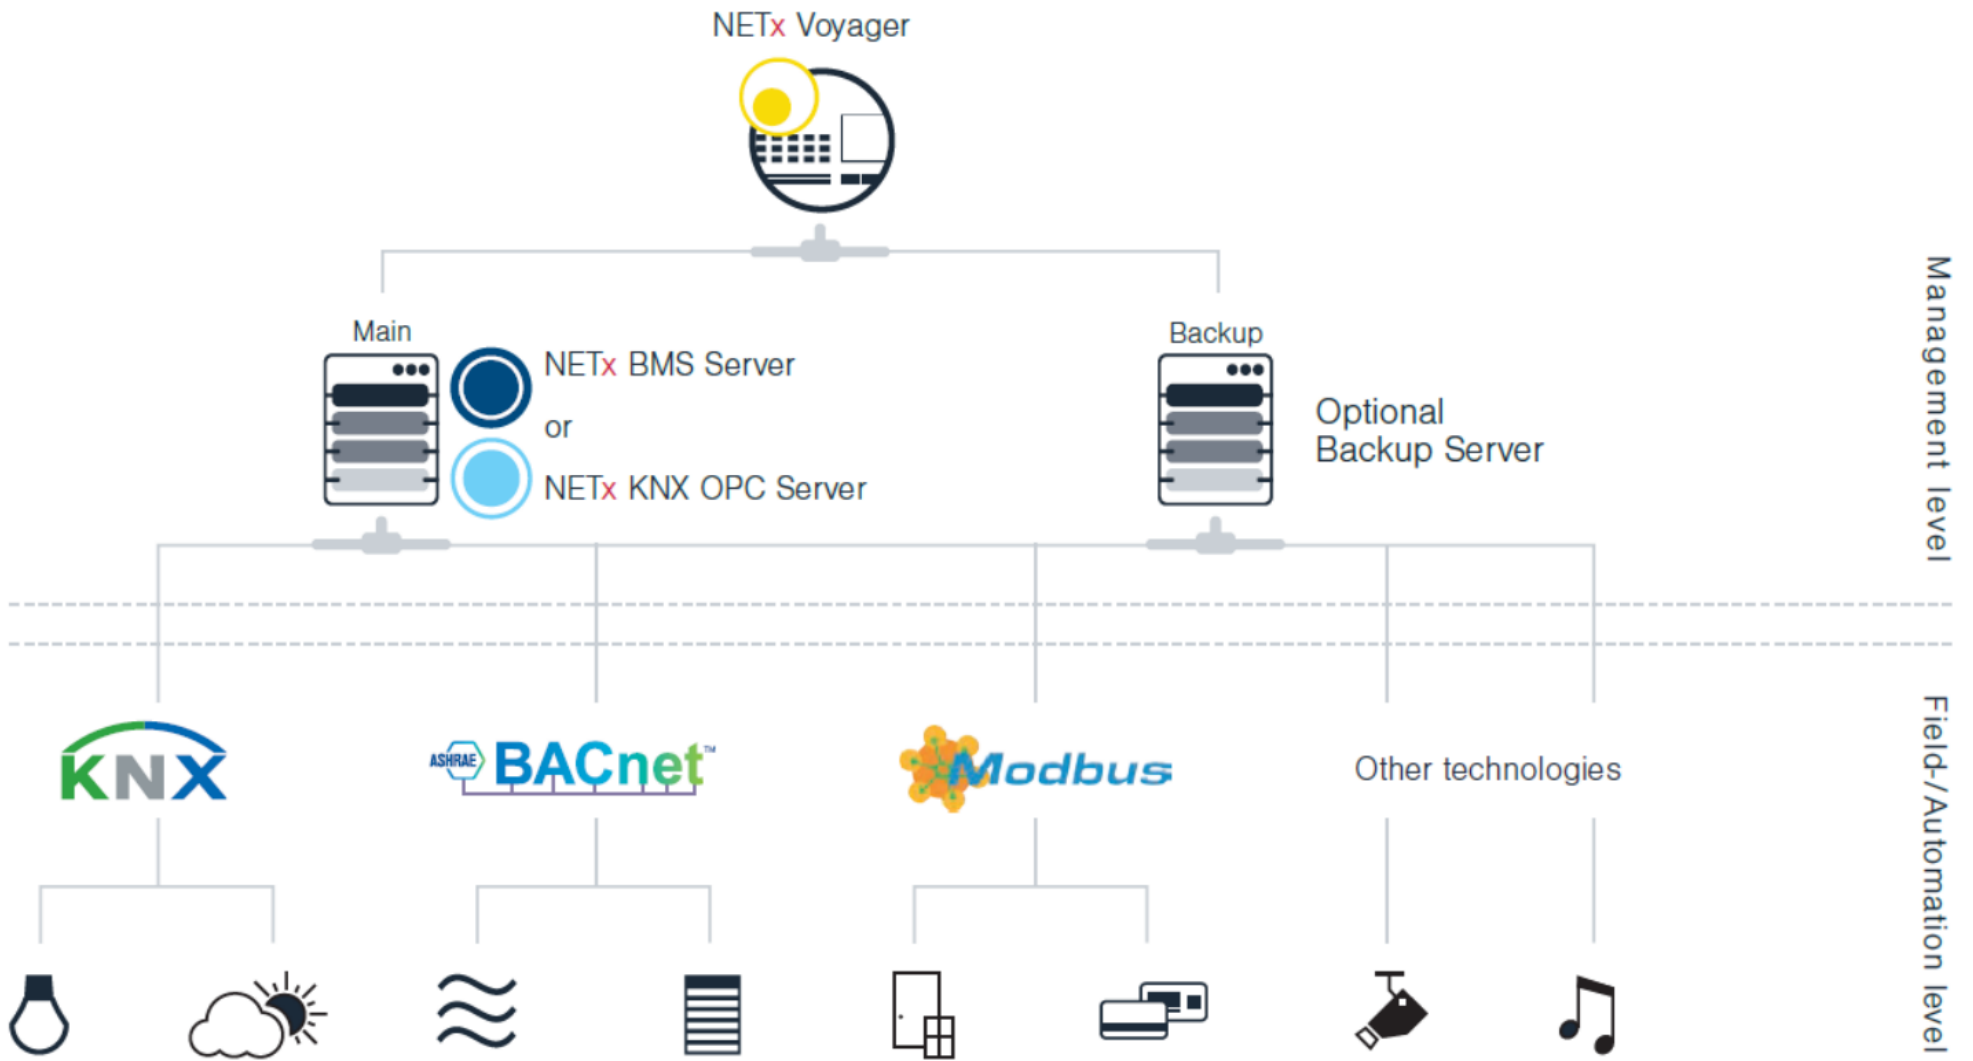 NETx Voyager
Main
NETx BMS Server
or
NETx KNX OPC Server
Backup
Optional
Backup Server
Management level
KNX
ASHRAE BACnet™
Modbus
Other technologies
Field-/Automation level